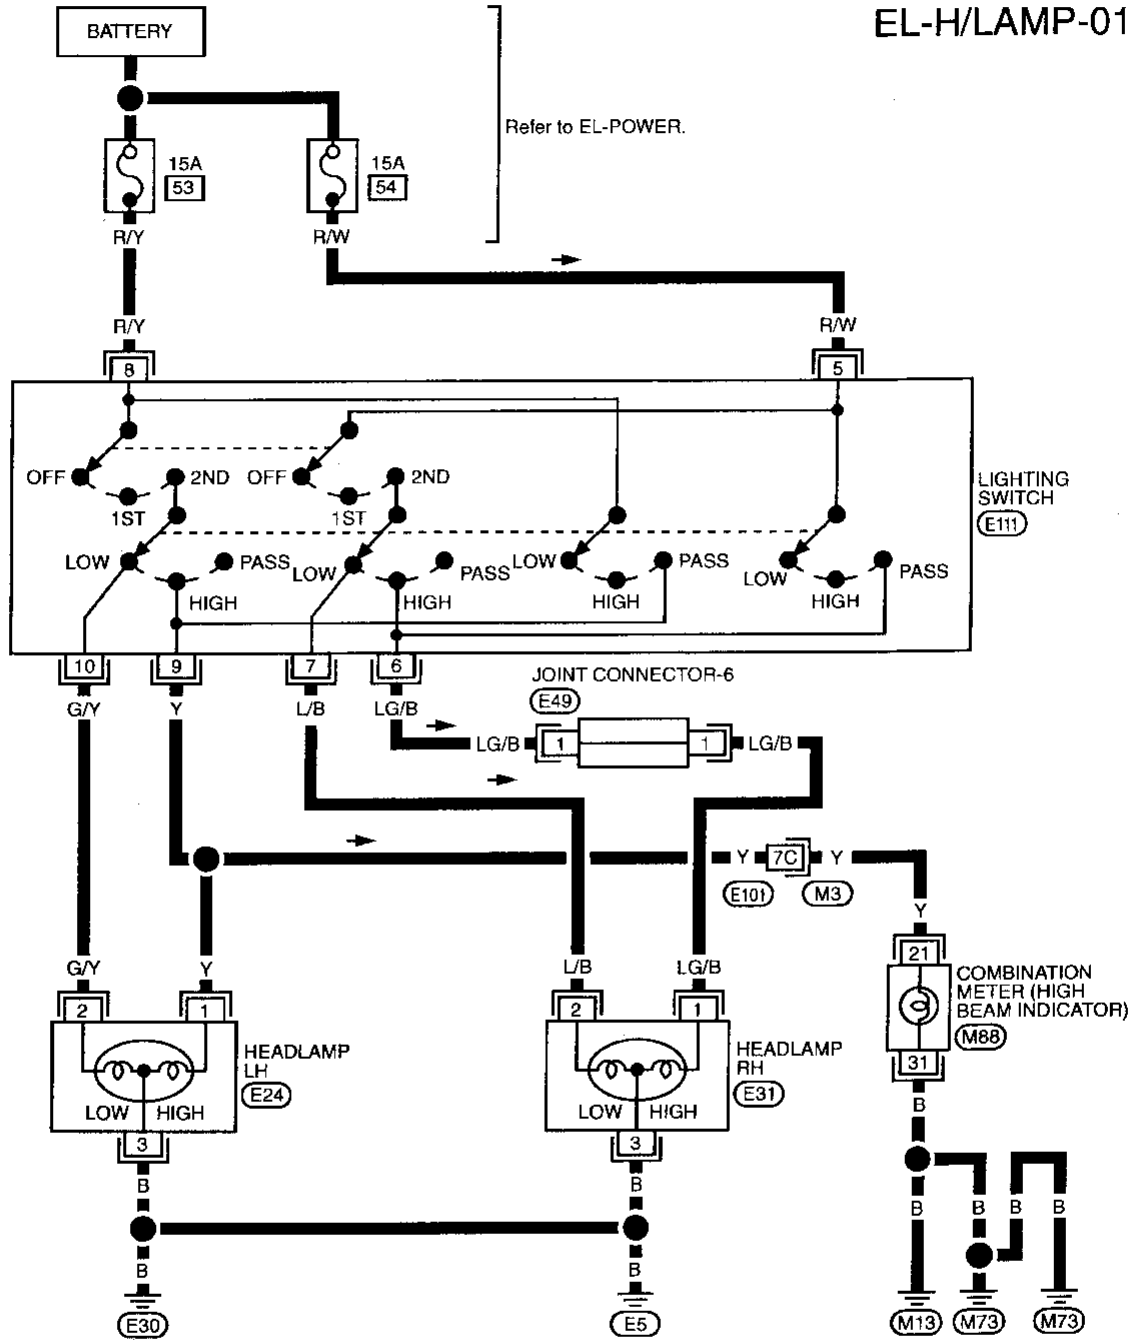 EL-H/LAMP-01
BATTERY
Refer to EL-POWER.
15A
53
15A
54
R/Y
R/W
R/Y
R/W
8
5
OFF
2ND
1ST
OFF
2ND
1ST
LIGHTING
SWITCH
E111
LOW
PASS
HIGH
LOW
PASS
HIGH
LOW
PASS
HIGH
LOW
PASS
HIGH
10
9
7
6
G/Y
Y
L/B
LG/B
JOINT CONNECTOR-6
E49
LG/B
1
1
LG/B
Y
7C
Y
E101
M3
Y
G/Y
Y
L/B
LG/B
2
1
2
1
21
COMBINATION
METER (HIGH
BEAM INDICATOR)
M88
31
HEADLAMP
LH
E24
HEADLAMP
RH
E31
LOW
HIGH
LOW
HIGH
3
3
B
B
B
B
B
B
B
B
B
E30
E5
M13
M73
M73